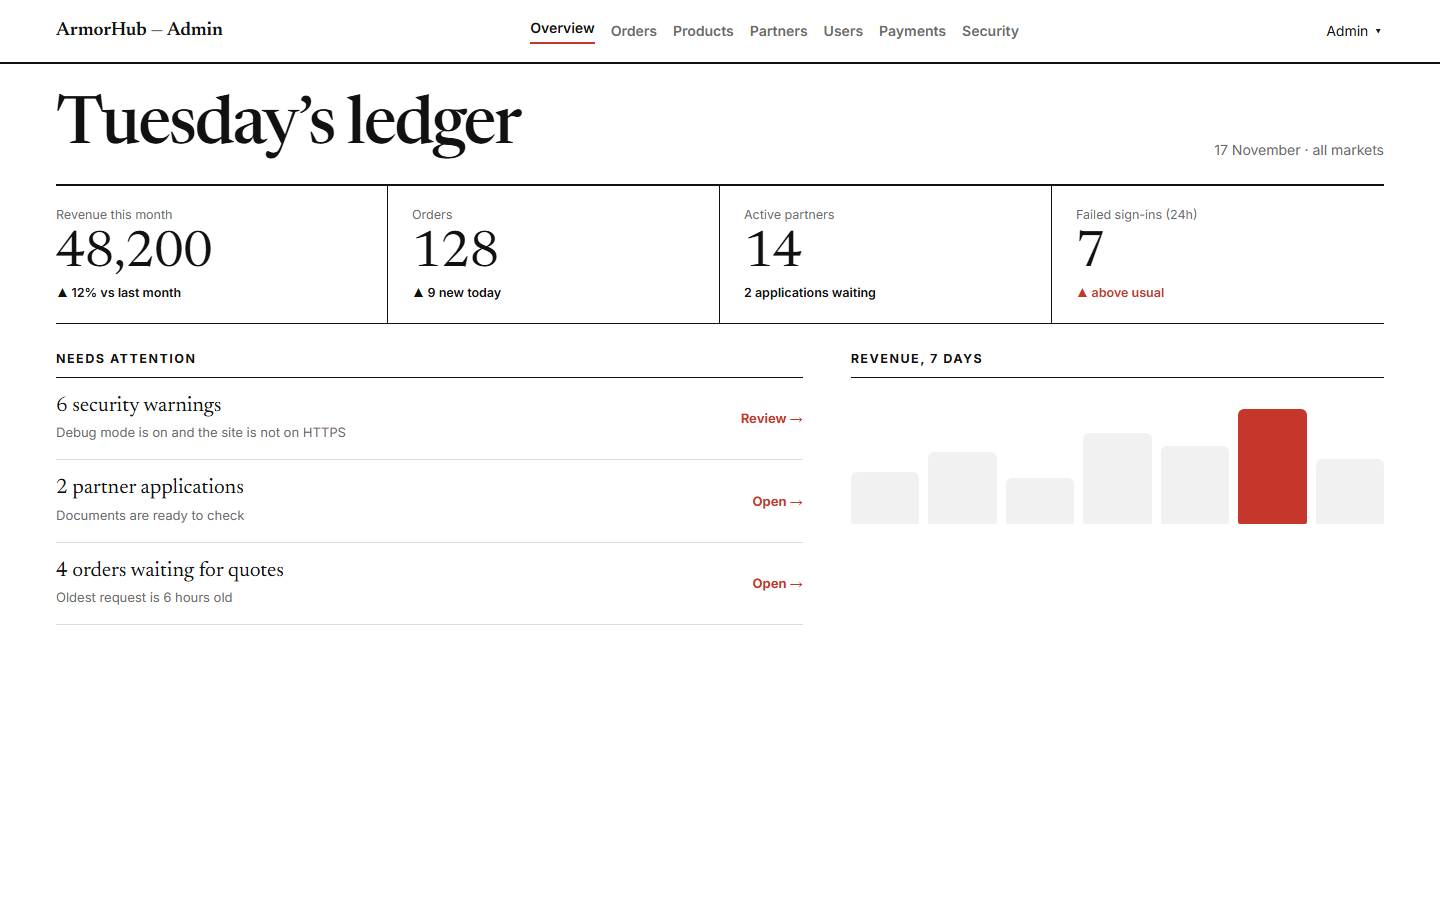 ArmorHub — Admin
Overview Orders Products Partners Users Payments Security
Admin ▾
Tuesday’s ledger
17 November · all markets
Revenue this month
48,200
▲ 12% vs last month
Orders
128
▲ 9 new today
Active partners
14
2 applications waiting
Failed sign-ins (24h)
7
▲ above usual
NEEDS ATTENTION
6 security warnings
Debug mode is on and the site is not on HTTPS
Review →
2 partner applications
Documents are ready to check
Open →
4 orders waiting for quotes
Oldest request is 6 hours old
Open →
REVENUE, 7 DAYS